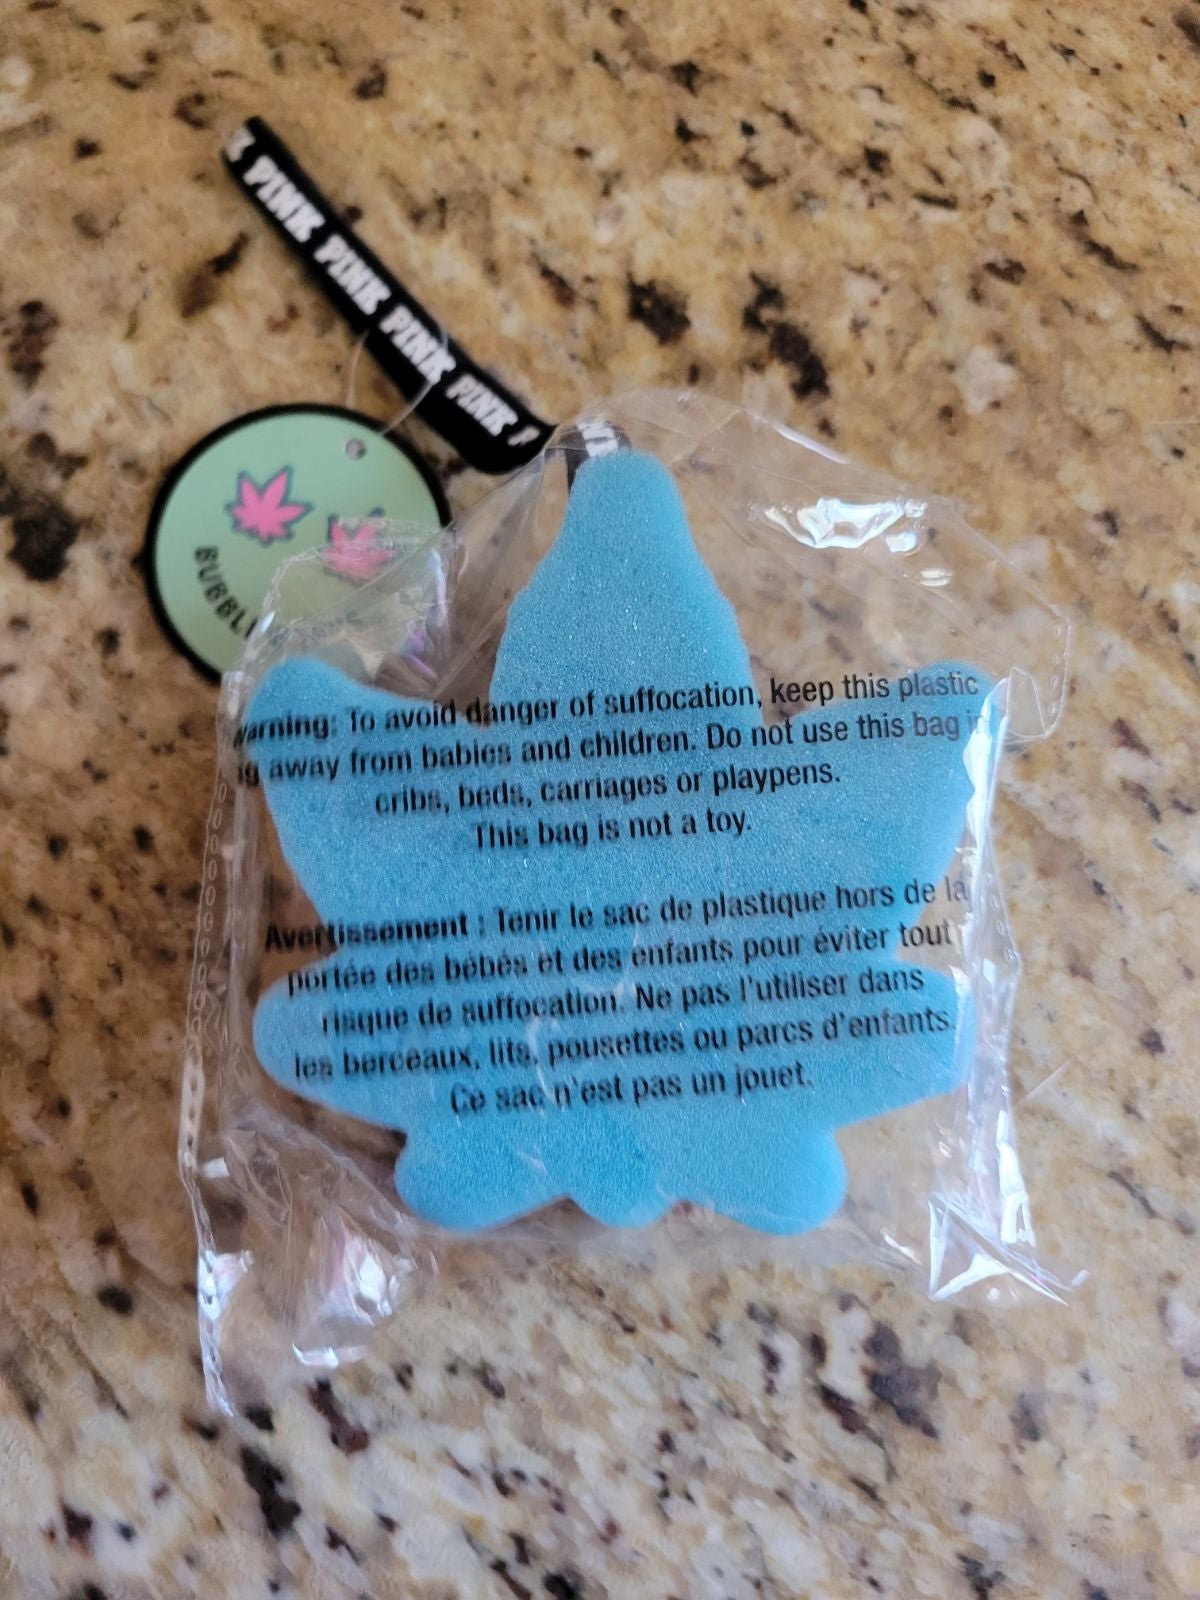 PINK PINK PINK PINK
Warning: To avoid danger of suffocation, keep this plastic
away from babies and children. Do not use this bag in
cribs, beds, carriages or playpens.
This bag is not a toy.
Avertissement : Tenir le sac de plastique hors de la
portée des bébés et des enfants pour éviter tout
risque de suffocation. Ne pas l'utiliser dans
les berceaux, lits, pousettes ou parcs d'enfants.
Ce sac n'est pas un jouet.